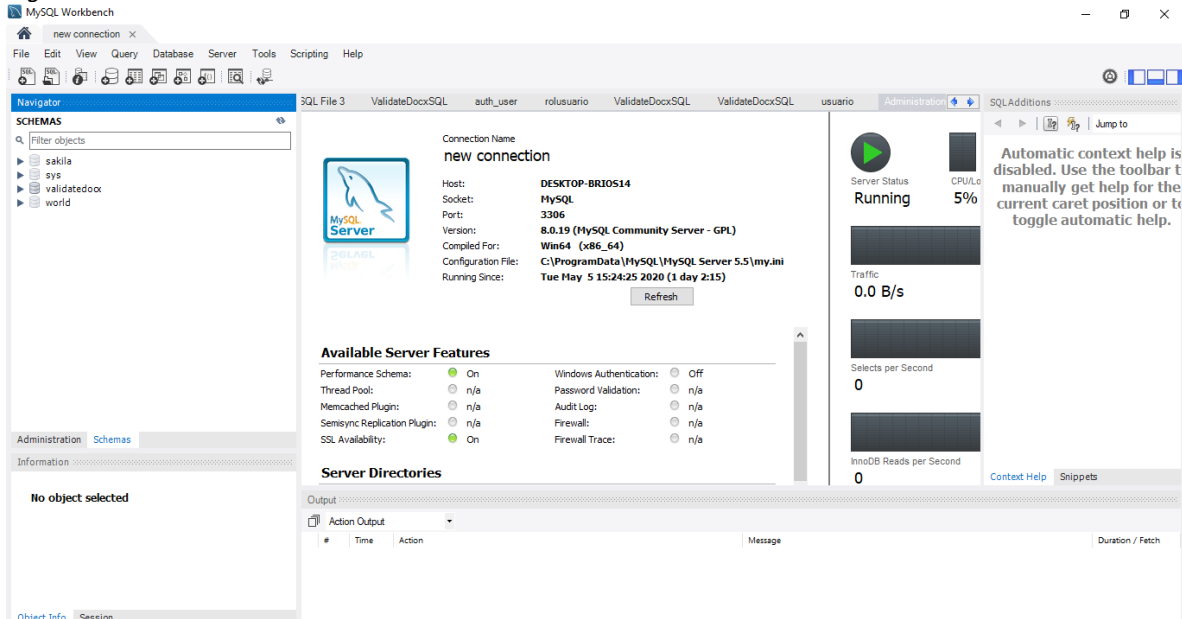 MySQL Workbench
new connection ×
File Edit View Query Database Server Tools Scripting Help
Navigator
SCHEMAS
Filter objects
sakila
sys
validatedocx
world
Administration Schemas
Information
No object selected
Object Info Session
SQL File 3 ValidateDocxSQL auth_user rolusuario ValidateDocxSQL ValidateDocxSQL usuario Administration
MySQL
Server
Connection Name
new connection
Host: DESKTOP-BRIOS14
Socket: MySQL
Port: 3306
Version: 8.0.19 (MySQL Community Server - GPL)
Compiled For: Win64 (x86_64)
Configuration File: C:\ProgramData\MySQL\MySQL Server 5.5\my.ini
Running Since: Tue May 5 15:24:25 2020 (1 day 2:15)
Refresh
Available Server Features
Performance Schema: On Windows Authentication: Off
Thread Pool: n/a Password Validation: n/a
Memcached Plugin: n/a Audit Log: n/a
Semisync Replication Plugin: n/a Firewall: n/a
SSL Availability: On Firewall Trace: n/a
Server Directories
Server Status CPU/Lo
Running 5%
Traffic
0.0 B/s
Selects per Second
0
InnoDB Reads per Second
0
SQLAdditions
Jump to
Automatic context help is
disabled. Use the toolbar t
manually get help for the
current caret position or to
toggle automatic help.
Context Help Snippets
Output
Action Output
# Time Action Message Duration / Fetch